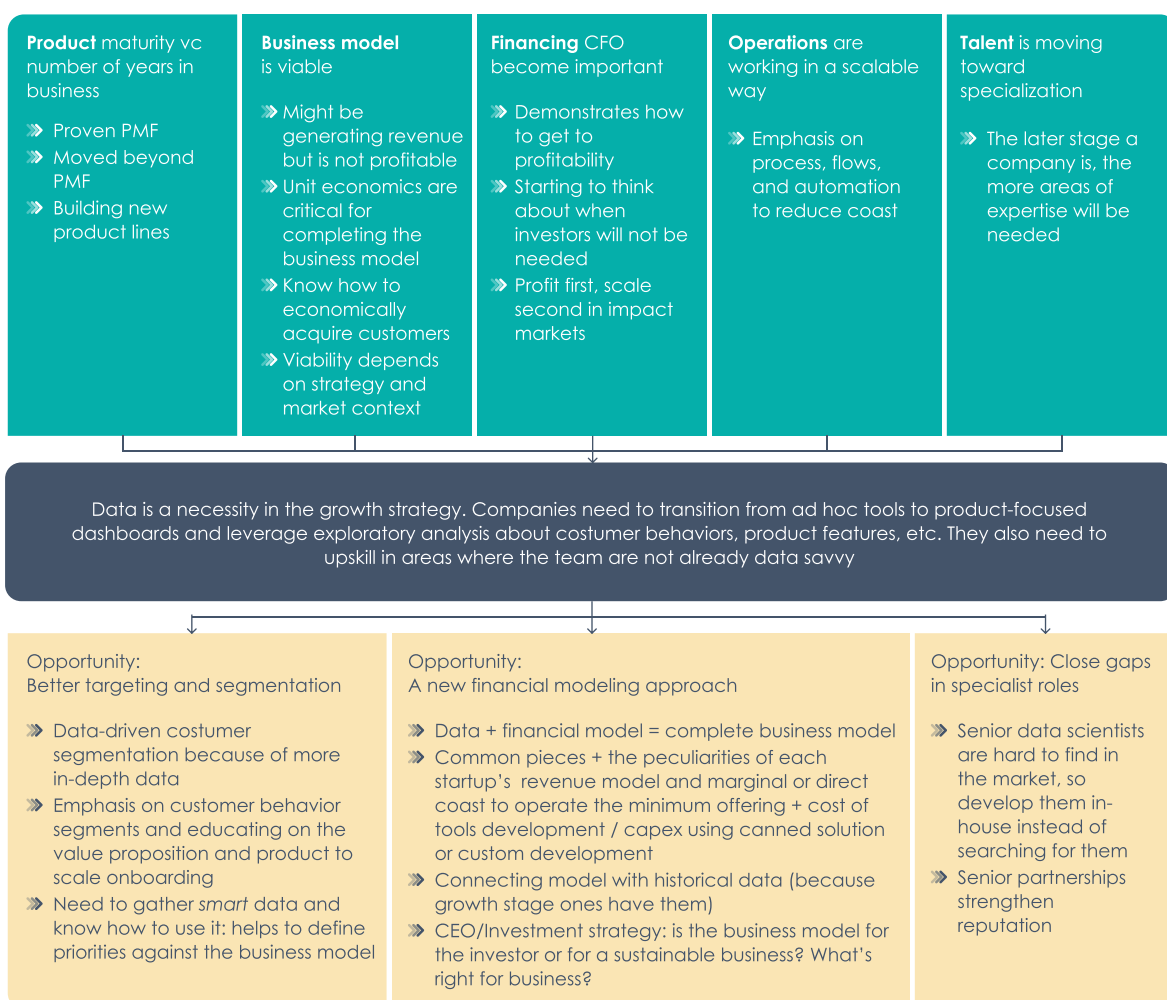 Product maturity vc
number of years in
business
Proven PMF
Moved beyond
PMF
Building new
product lines
Business model
is viable
Might be
generating revenue
but is not profitable
Unit economics are
critical for
completing the
business model
Know how to
economically
acquire customers
Viability depends
on strategy and
market context
Financing CFO
become important
Demonstrates how
to get to
profitability
Starting to think
about when
investors will not be
needed
Profit first, scale
second in impact
markets
Operations are
working in a scalable
way
Emphasis on
process, flows,
and automation
to reduce coast
Talent is moving
toward
specialization
The later stage a
company is, the
more areas of
expertise will be
needed
Data is a necessity in the growth strategy. Companies need to transition from ad hoc tools to product-focused
dashboards and leverage exploratory analysis about costumer behaviors, product features, etc. They also need to
upskill in areas where the team are not already data savvy
Opportunity:
Better targeting and segmentation
Data-driven costumer
segmentation because of more
in-depth data
Emphasis on customer behavior
segments and educating on the
value proposition and product to
scale onboarding
Need to gather smart data and
know how to use it: helps to define
priorities against the business model
Opportunity:
A new financial modeling approach
Data + financial model = complete business model
Common pieces + the peculiarities of each
startup's revenue model and marginal or direct
coast to operate the minimum offering + cost of
tools development / capex using canned solution
or custom development
Connecting model with historical data (because
growth stage ones have them)
CEO/Investment strategy: is the business model for
the investor or for a sustainable business? What's
right for business?
Opportunity: Close gaps
in specialist roles
Senior data scientists
are hard to find in
the market, so
develop them in-
house instead of
searching for them
Senior partnerships
strengthen
reputation